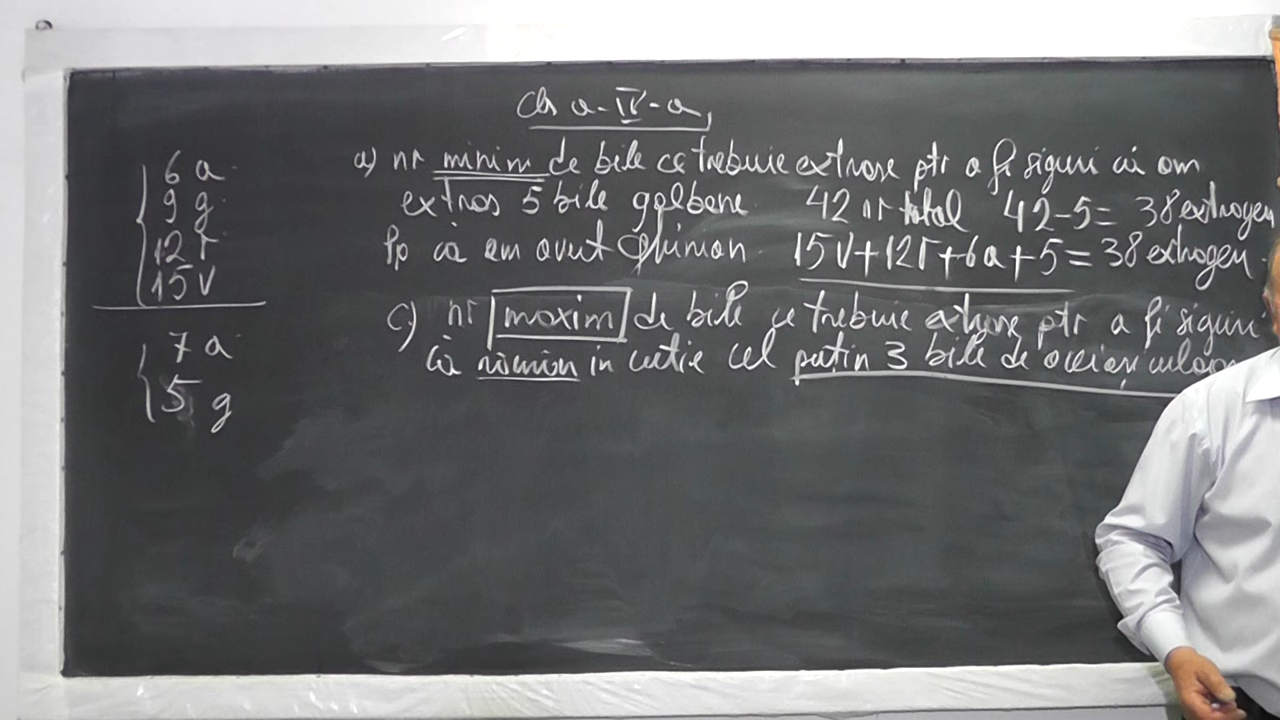 Cls a-IV-a,
6 a
9 g
12 r
15 V
7 a
5 g
a) nr minim de bile ce trebuie extrase ptr a fi siguri că am
extras 5 bile galbene 42 nr total 42-5= 38 extrageri
Pp că am avut ghinion 15V+12r+6a+5=38 extrageri
c) nr maxim de bile ce trebuie extrase ptr a fi siguri
că rămân in cutie cel putin 3 bile de aceiași culoare